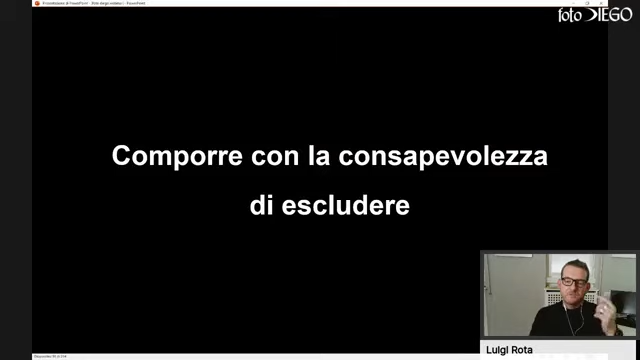 foto DIEGO
Comporre con la consapevolezza
di escludere
Luigi Rota